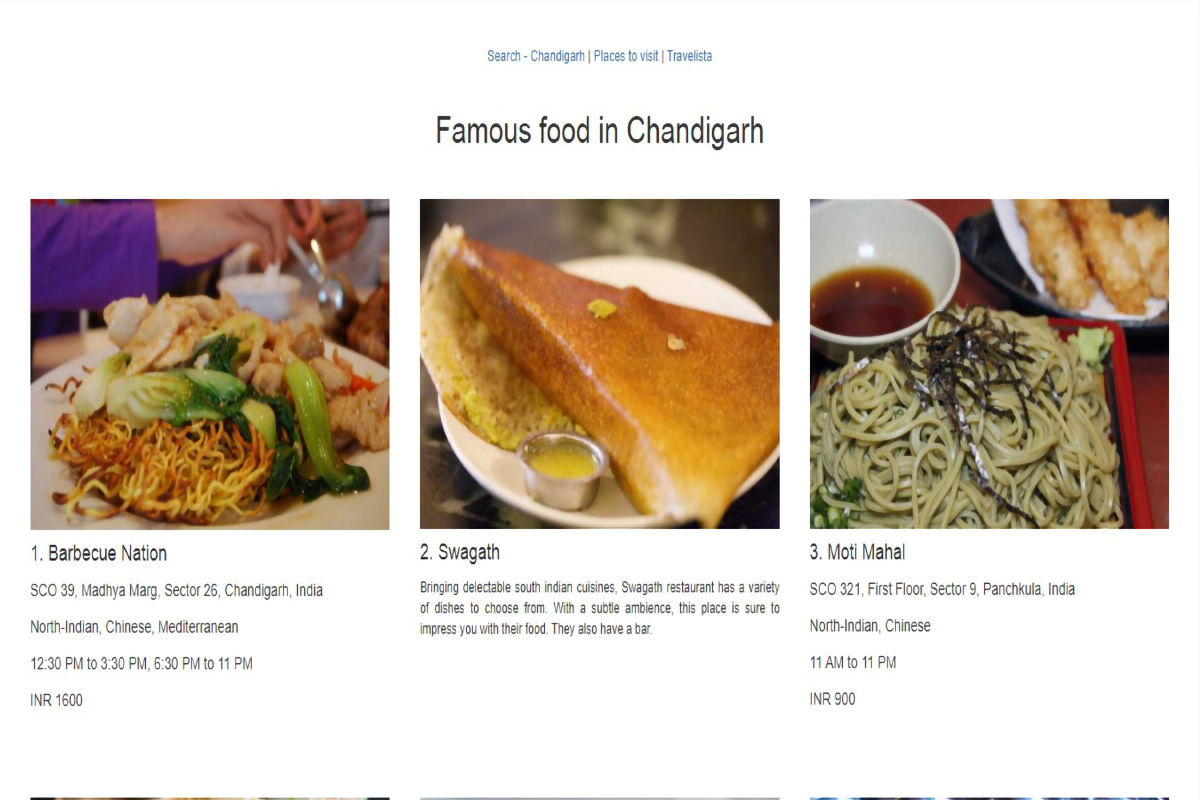 Search - Chandigarh | Places to visit | Travelista
Famous food in Chandigarh
1. Barbecue Nation
SCO 39, Madhya Marg, Sector 26, Chandigarh, India
North-Indian, Chinese, Mediterranean
12:30 PM to 3:30 PM, 6:30 PM to 11 PM
INR 1600
2. Swagath
Bringing delectable south indian cuisines, Swagath restaurant has a variety
of dishes to choose from. With a subtle ambience, this place is sure to
impress you with their food. They also have a bar.
3. Moti Mahal
SCO 321, First Floor, Sector 9, Panchkula, India
North-Indian, Chinese
11 AM to 11 PM
INR 900